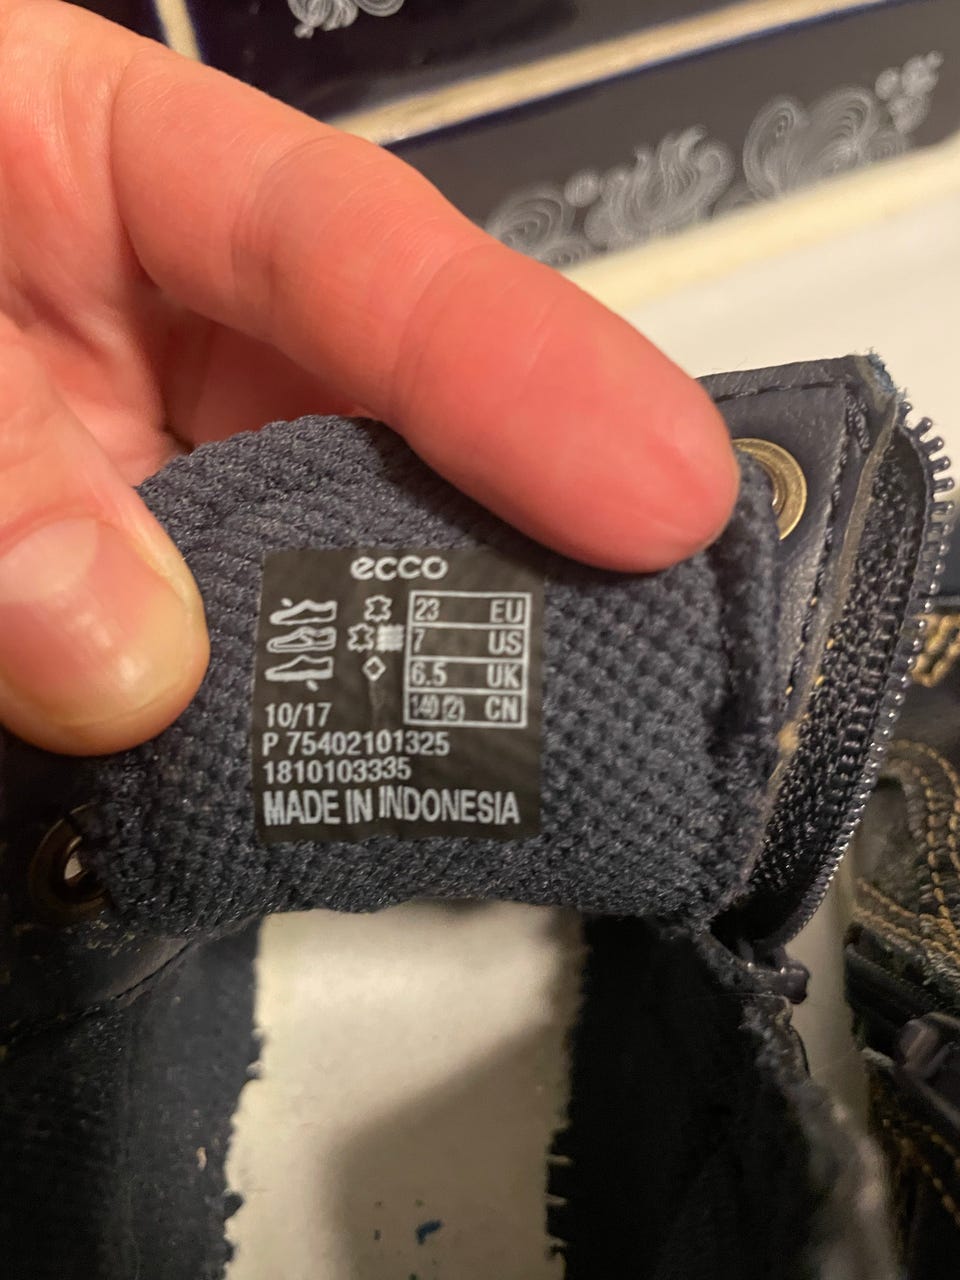 ecco
23 EU
7 US
6.5 UK
140(2) CN
10/17
P 75402101325
1810103335
MADE IN INDONESIA